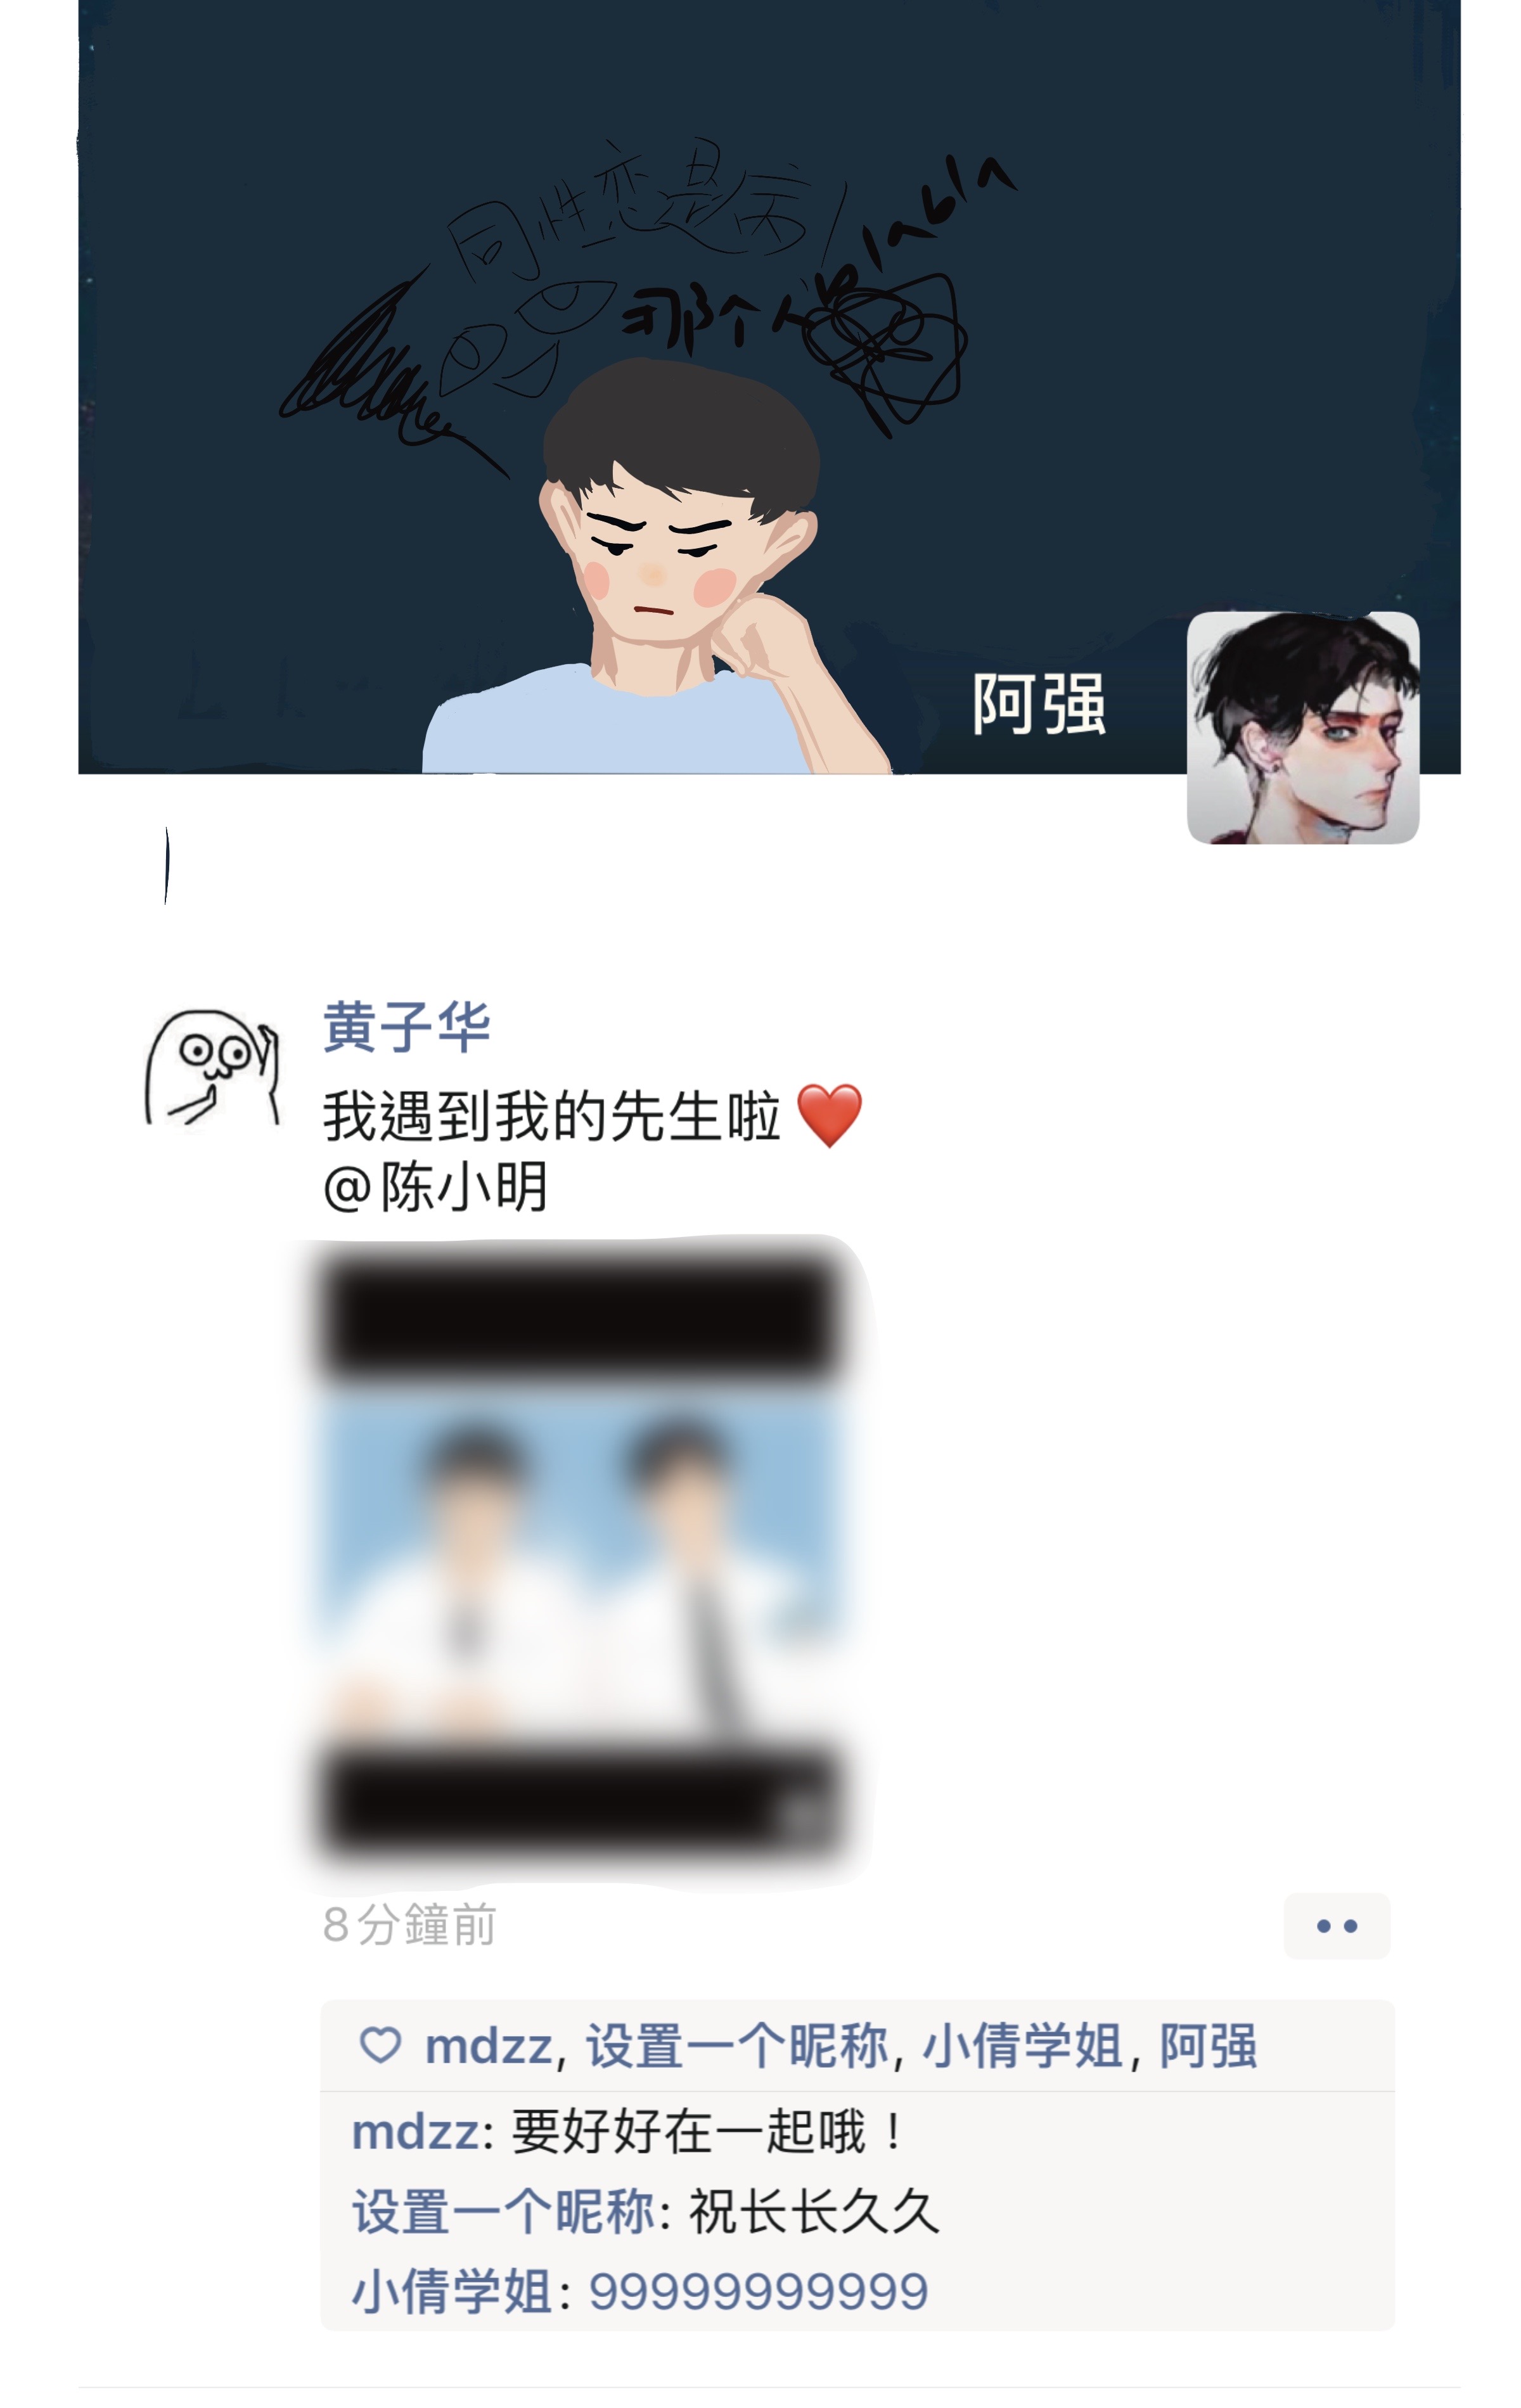 同性恋是病
那个人
阿强
黄子华
我遇到我的先生啦 ❤️
@陈小明
8分鐘前
mdzz, 设置一个昵称, 小倩学姐, 阿强
mdzz: 要好好在一起哦！
设置一个昵称: 祝长长久久
小倩学姐: 99999999999